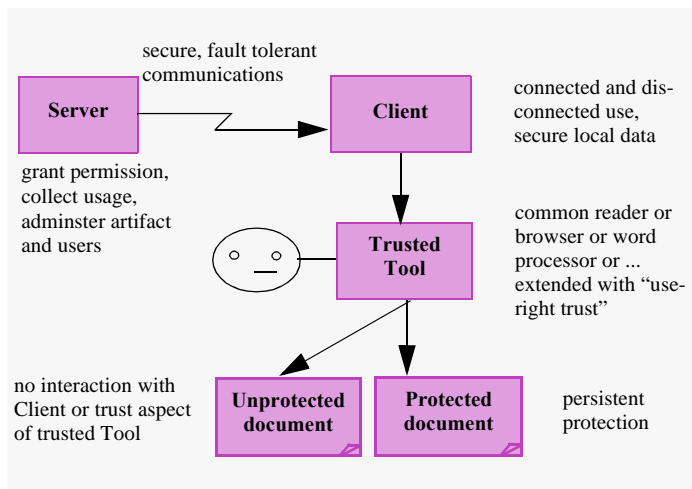 secure, fault tolerant
communications
Server
Client
connected and dis-
connected use,
secure local data
grant permission,
collect usage,
adminster artifact
and users
Trusted
Tool
common reader or
browser or word
processor or ...
extended with “use-
right trust”
no interaction with
Client or trust aspect
of trusted Tool
Unprotected
document
Protected
document
persistent
protection